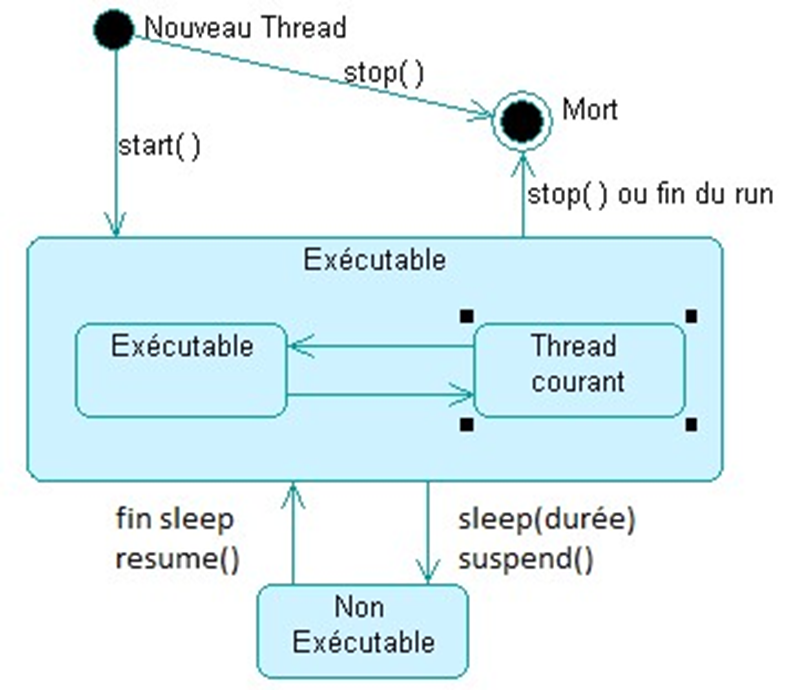 Nouveau Thread
stop( )
Mort
start( )
stop( ) ou fin du run
Exécutable
Exécutable
Thread
courant
fin sleep
resume()
sleep(durée)
suspend()
Non
Exécutable